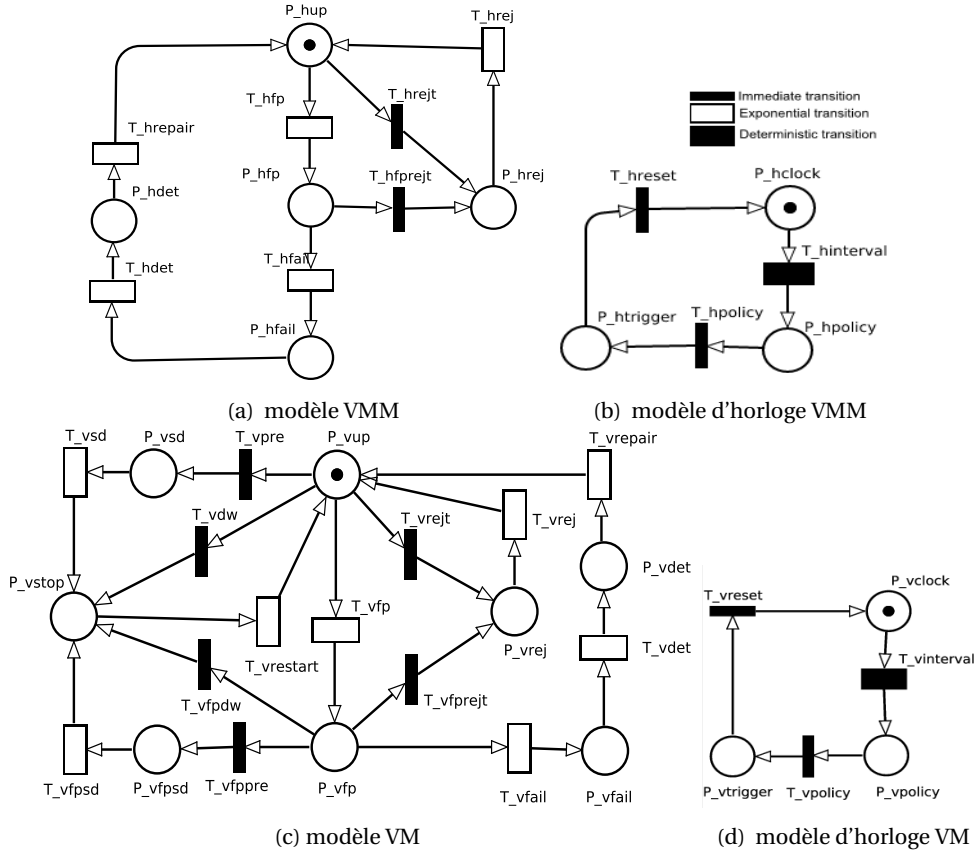 P_hup
T_hrej
T_hfp
T_hrejt
T_hrepair
P_hfp
T_hfprejt
P_hrej
P_hdet
T_hdet
T_hfail
P_hfail
(a) modèle VMM
Immediate transition
Exponential transition
Deterministic transition
T_hreset
P_hclock
T_hinterval
P_htrigger
T_hpolicy
P_hpolicy
(b) modèle d'horloge VMM
T_vsd
P_vsd
T_vpre
P_vup
T_vrepair
T_vdw
T_vrejt
T_vrej
P_vstop
P_vdet
T_vfp
T_vrestart
P_vrej
T_vdet
T_vfpdw
T_vfprejt
T_vfpsd
P_vfpsd
T_vfppre
P_vfp
T_vfail
P_vfail
(c) modèle VM
P_vclock
T_vreset
T_vinterval
P_vtrigger
T_vpolicy
P_vpolicy
(d) modèle d'horloge VM